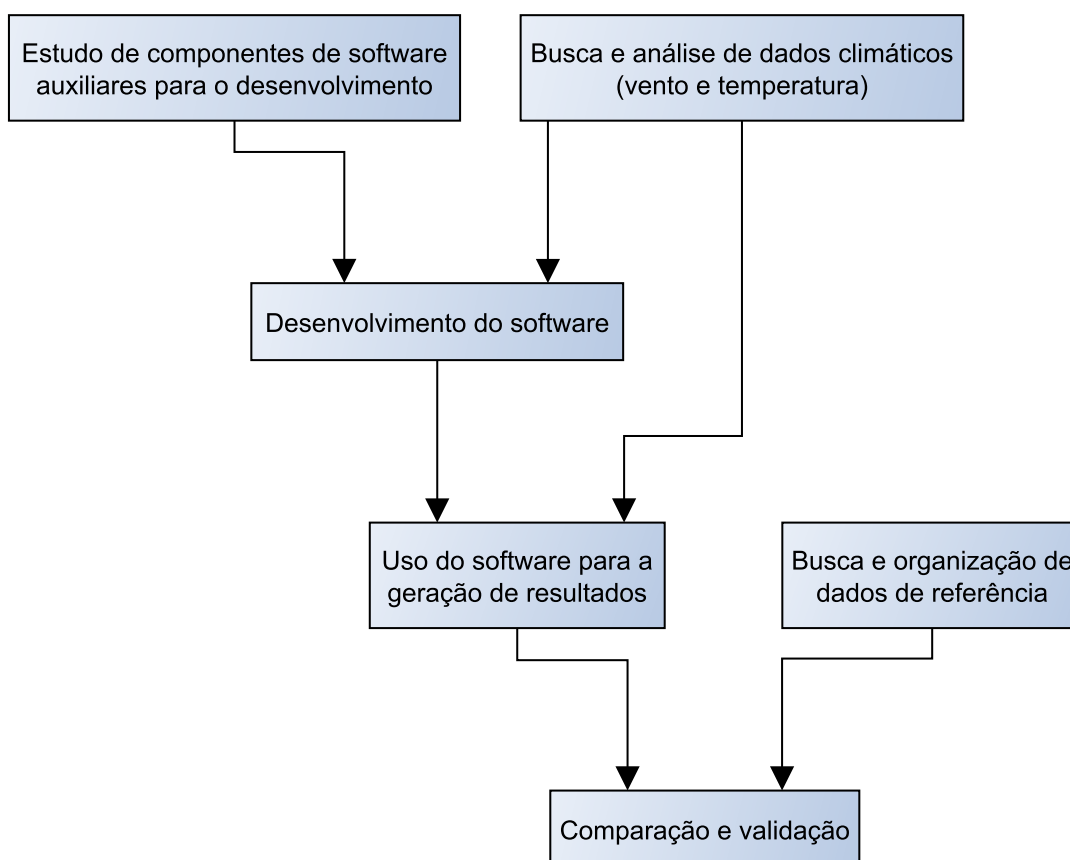 Estudo de componentes de software
auxiliares para o desenvolvimento
Busca e análise de dados climáticos
(vento e temperatura)
Desenvolvimento do software
Uso do software para a
geração de resultados
Busca e organização de
dados de referência
Comparação e validação